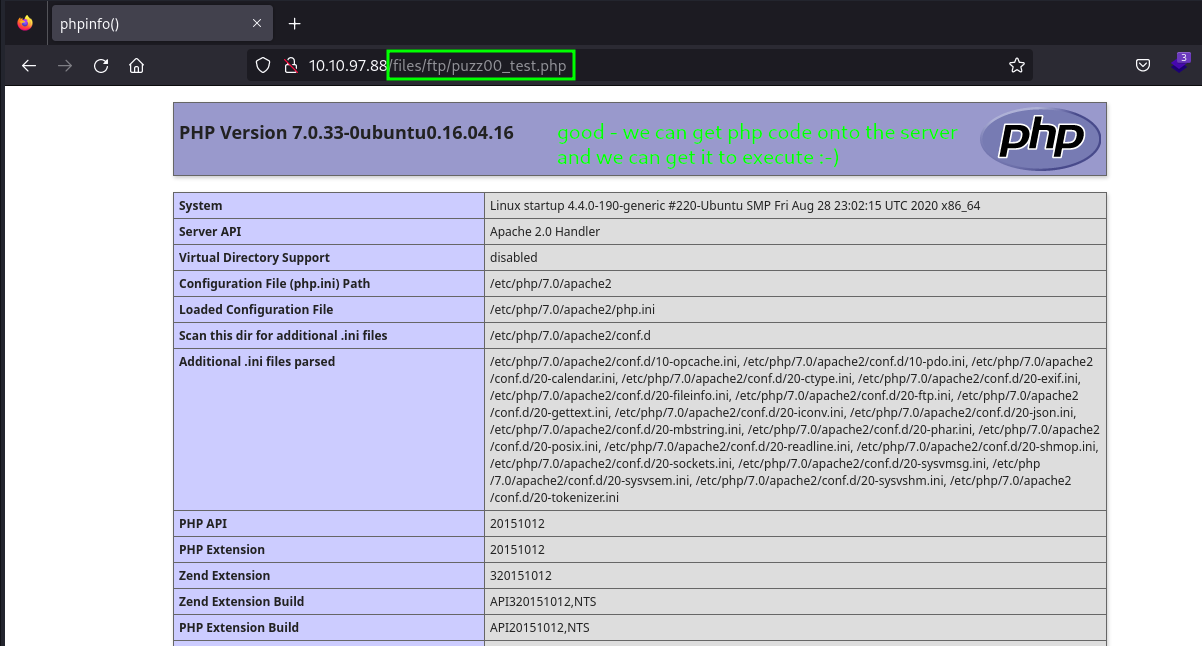 phpinfo()
10.10.97.88/files/ftp/puzz00_test.php
3
PHP Version 7.0.33-0ubuntu0.16.04.16
good - we can get php code onto the server
and we can get it to execute :-)
php
System Linux startup 4.4.0-190-generic #220-Ubuntu SMP Fri Aug 28 23:02:15 UTC 2020 x86_64
Server API Apache 2.0 Handler
Virtual Directory Support disabled
Configuration File (php.ini) Path /etc/php/7.0/apache2
Loaded Configuration File /etc/php/7.0/apache2/php.ini
Scan this dir for additional .ini files /etc/php/7.0/apache2/conf.d
Additional .ini files parsed /etc/php/7.0/apache2/conf.d/10-opcache.ini, /etc/php/7.0/apache2/conf.d/10-pdo.ini, /etc/php/7.0/apache2
/conf.d/20-calendar.ini, /etc/php/7.0/apache2/conf.d/20-ctype.ini, /etc/php/7.0/apache2/conf.d/20-exif.ini,
/etc/php/7.0/apache2/conf.d/20-fileinfo.ini, /etc/php/7.0/apache2/conf.d/20-ftp.ini, /etc/php/7.0/apache2
/conf.d/20-gettext.ini, /etc/php/7.0/apache2/conf.d/20-iconv.ini, /etc/php/7.0/apache2/conf.d/20-json.ini,
/etc/php/7.0/apache2/conf.d/20-mbstring.ini, /etc/php/7.0/apache2/conf.d/20-phar.ini, /etc/php/7.0/apache2
/conf.d/20-posix.ini, /etc/php/7.0/apache2/conf.d/20-readline.ini, /etc/php/7.0/apache2/conf.d/20-shmop.ini,
/etc/php/7.0/apache2/conf.d/20-sockets.ini, /etc/php/7.0/apache2/conf.d/20-sysvmsg.ini, /etc/php
/7.0/apache2/conf.d/20-sysvsem.ini, /etc/php/7.0/apache2/conf.d/20-sysvshm.ini, /etc/php/7.0/apache2
/conf.d/20-tokenizer.ini
PHP API 20151012
PHP Extension 20151012
Zend Extension 320151012
Zend Extension Build API320151012,NTS
PHP Extension Build API20151012,NTS